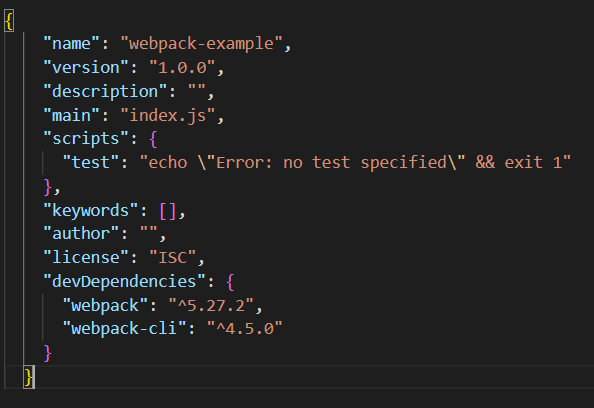 {
"name": "webpack-example",
"version": "1.0.0",
"description": "",
"main": "index.js",
"scripts": {
"test": "echo \"Error: no test specified\" && exit 1"
},
"keywords": [],
"author": "",
"license": "ISC",
"devDependencies": {
"webpack": "^5.27.2",
"webpack-cli": "^4.5.0"
}
}